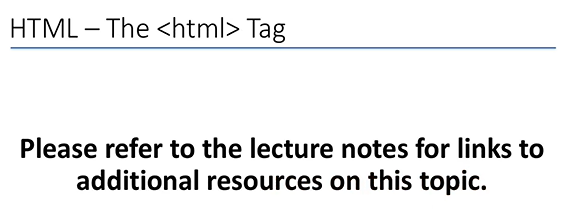 HTML – The <html> Tag
Please refer to the lecture notes for links to
additional resources on this topic.